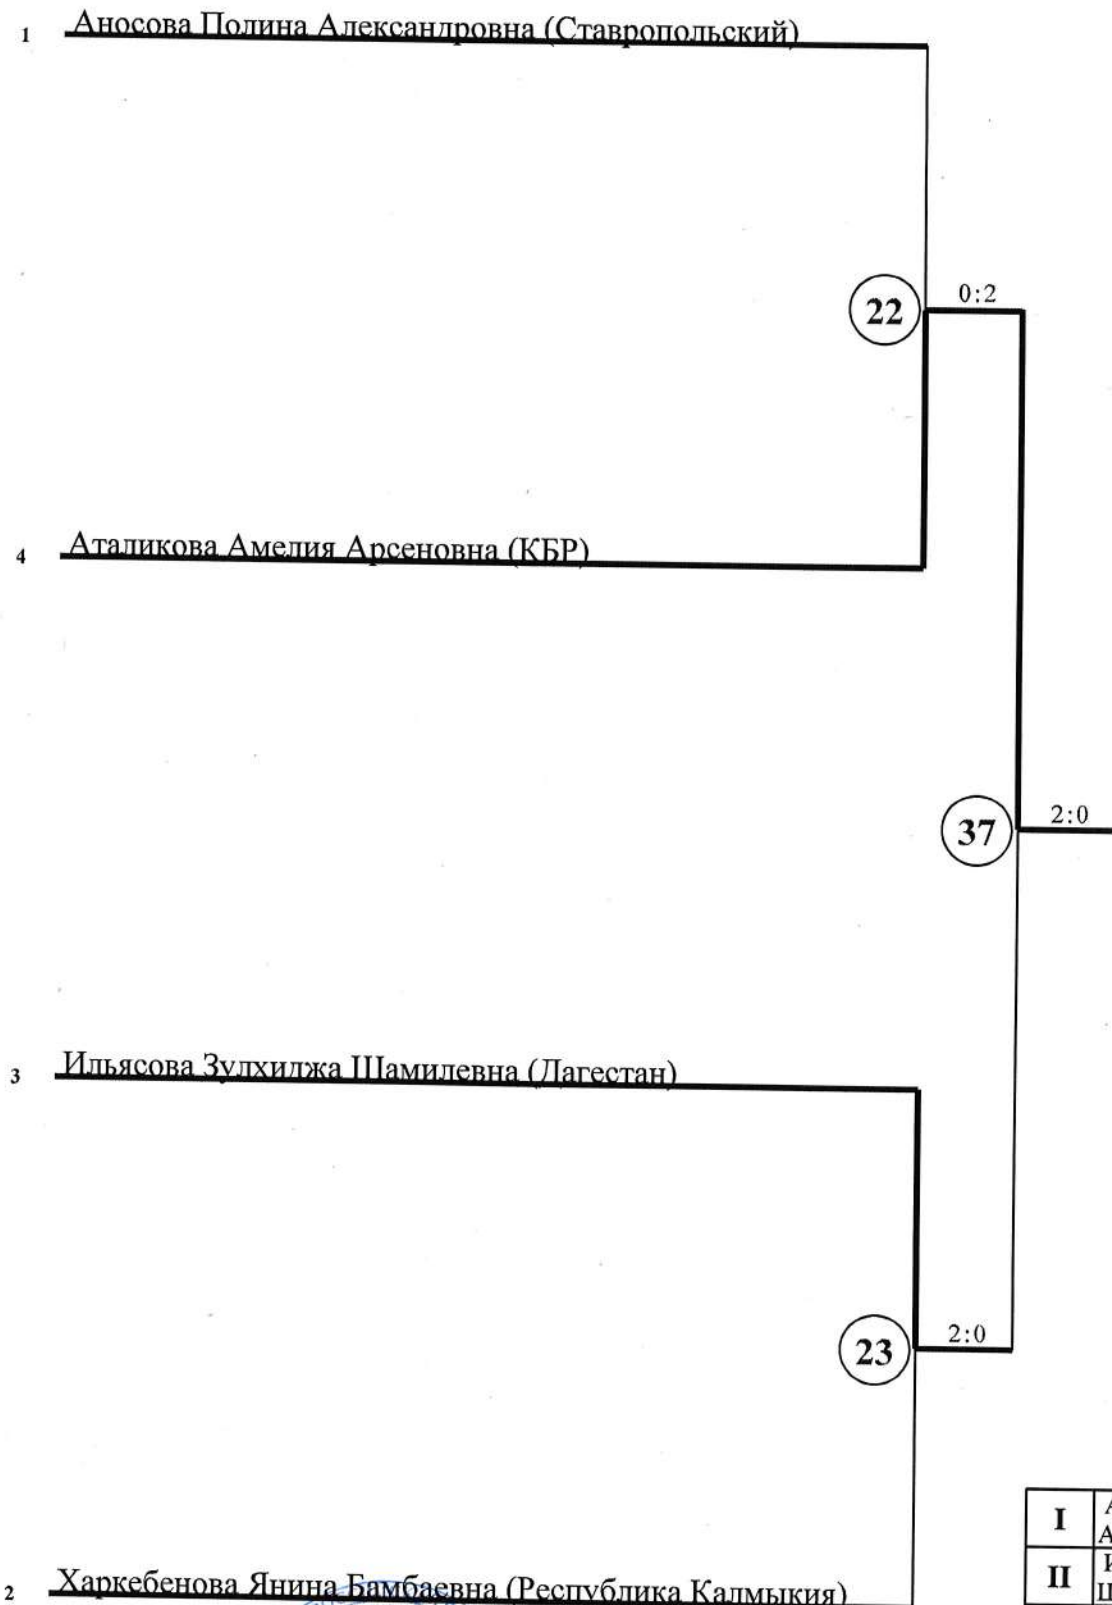 1 Аносова Полина Александровна (Ставропольский)
22 0:2
4 Аталикова Амелия Арсеновна (КБР)
37 2:0
3 Ильясова Зулхиджа Шамилевна (Дагестан)
23 2:0
I
II
2 Харкебенова Янина Бамбаевна (Республика Калмыкия)